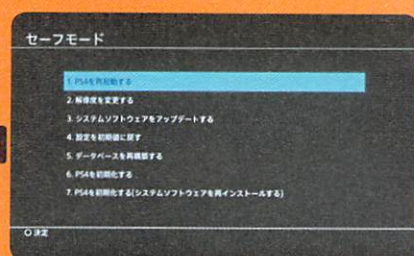 セーフモード
1. PS4を再起動する
2. 解像度を変更する
3. システムソフトウェアをアップデートする
4. 設定を初期値に戻す
5. データベースを再構築する
6. PS4を初期化する
7. PS4を初期化する(システムソフトウェアを再インストールする)
○決定